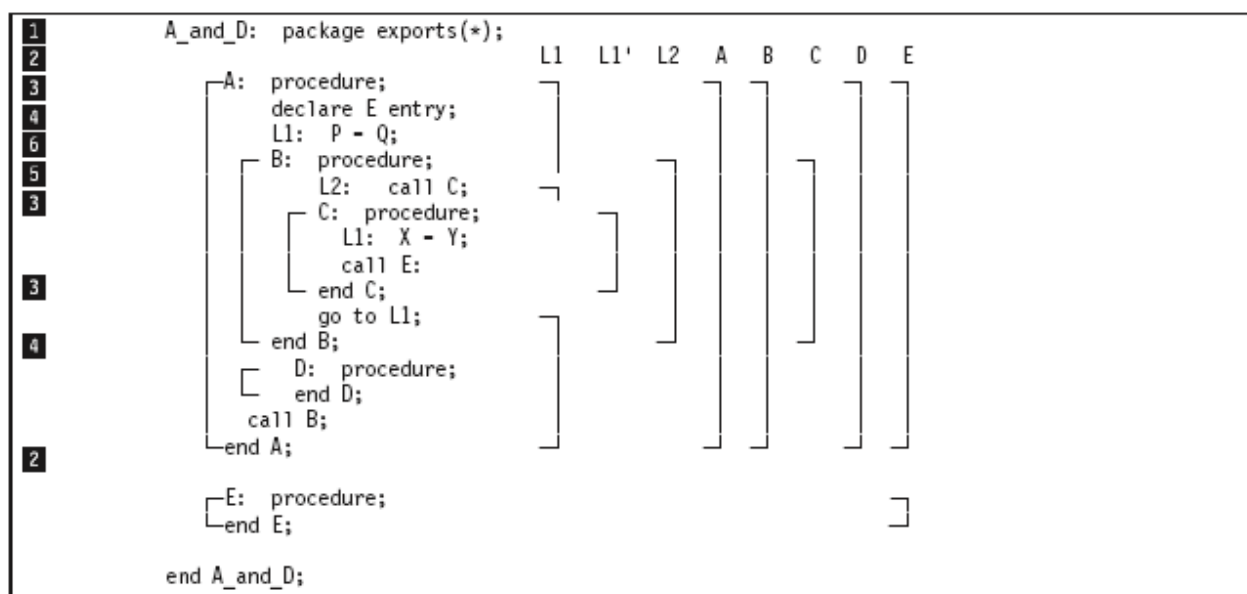 1 A_and_D: package exports(*);
2 L1 L1' L2 A B C D E
3 A: procedure;
4 declare E entry;
6 L1: P - Q;
5 B: procedure;
3 L2: call C;
C: procedure;
L1: X - Y;
call E:
3 end C;
go to L1;
4 end B;
D: procedure;
end D;
call B;
2 end A;
E: procedure;
end E;
end A_and_D;